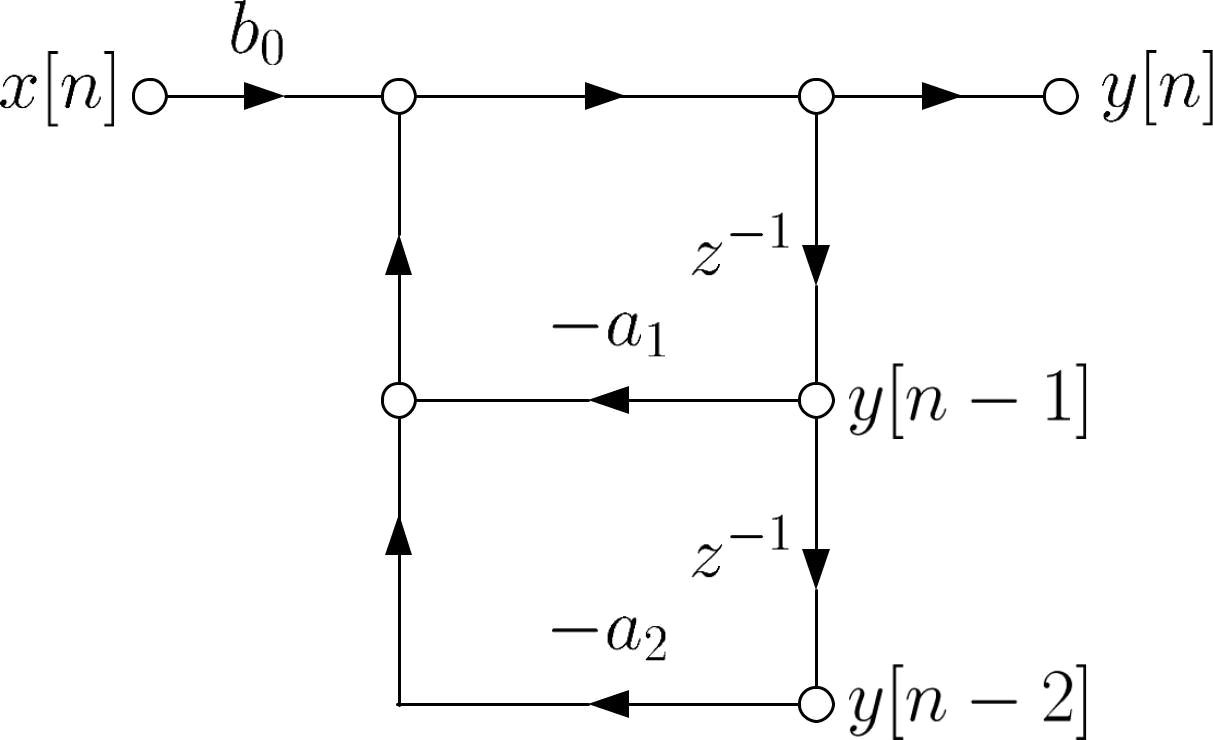 b₀
x[n] y[n]
z⁻¹
−a₁
y[n − 1]
z⁻¹
−a₂
y[n − 2]